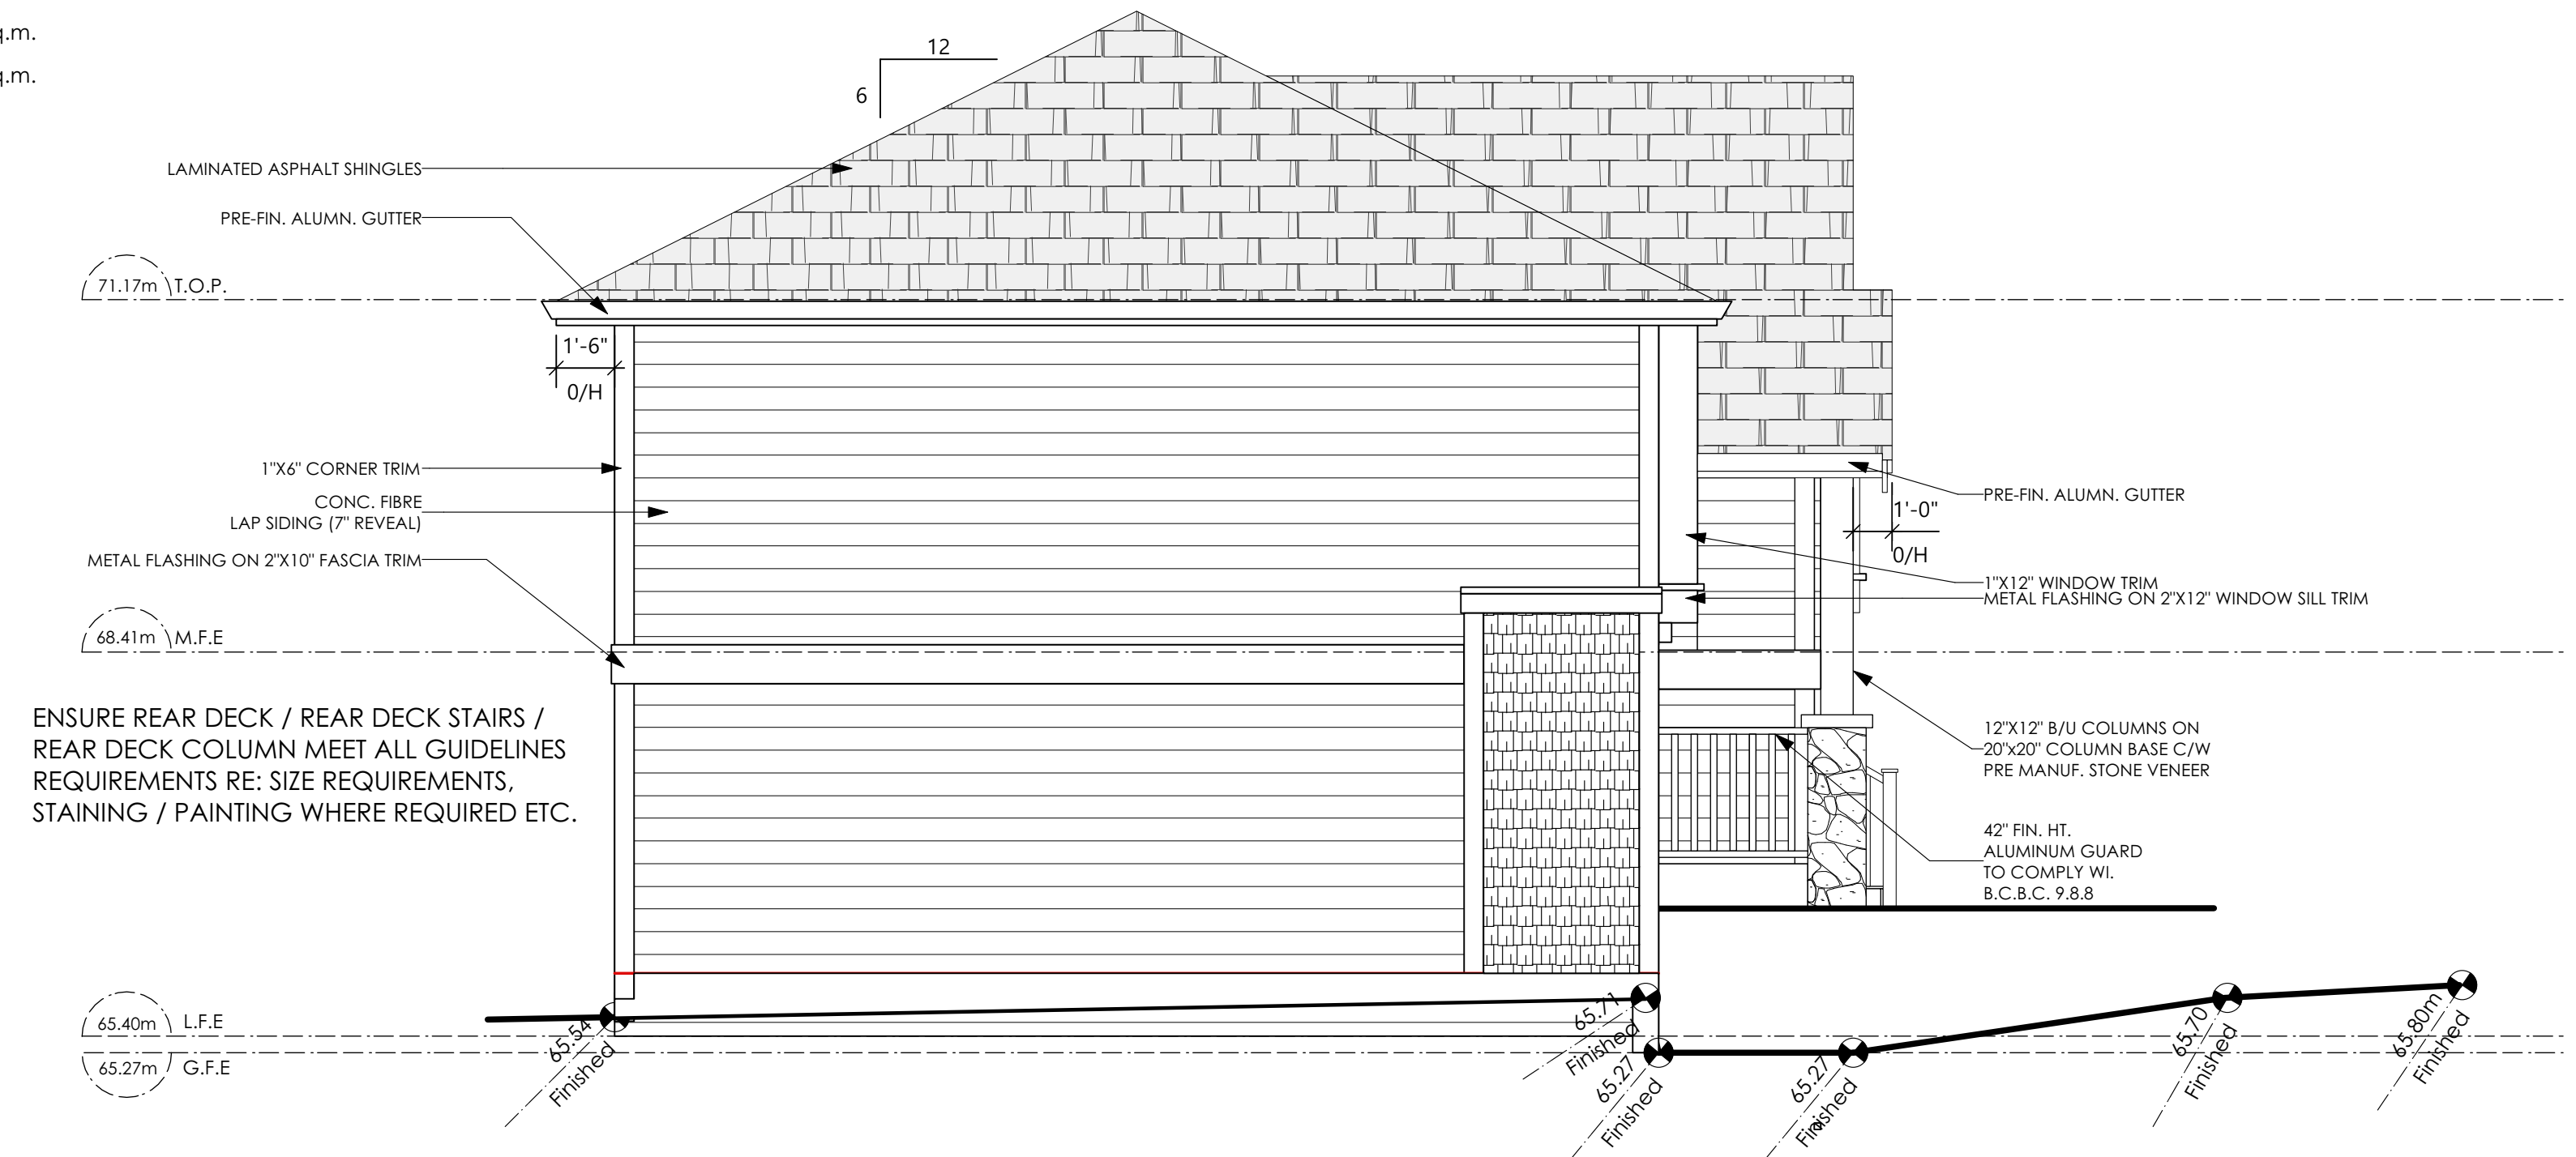 q.m.
q.m.
12
6
LAMINATED ASPHALT SHINGLES
PRE-FIN. ALUMN. GUTTER
71.17m T.O.P.
1'-6"
0/H
1"X6" CORNER TRIM
CONC. FIBRE
LAP SIDING (7" REVEAL)
METAL FLASHING ON 2"X10" FASCIA TRIM
68.41m M.F.E
ENSURE REAR DECK / REAR DECK STAIRS /
REAR DECK COLUMN MEET ALL GUIDELINES
REQUIREMENTS RE: SIZE REQUIREMENTS,
STAINING / PAINTING WHERE REQUIRED ETC.
PRE-FIN. ALUMN. GUTTER
1'-0"
0/H
1"X12" WINDOW TRIM
METAL FLASHING ON 2"X12" WINDOW SILL TRIM
12"X12" B/U COLUMNS ON
20"x20" COLUMN BASE C/W
PRE MANUF. STONE VENEER
42" FIN. HT.
ALUMINUM GUARD
TO COMPLY WI.
B.C.B.C. 9.8.8
65.40m L.F.E
65.27m G.F.E
65.54
Finished
65.71
Finished
65.27
Finished
65.27
Finished
65.70
Finished
65.80m
Finished